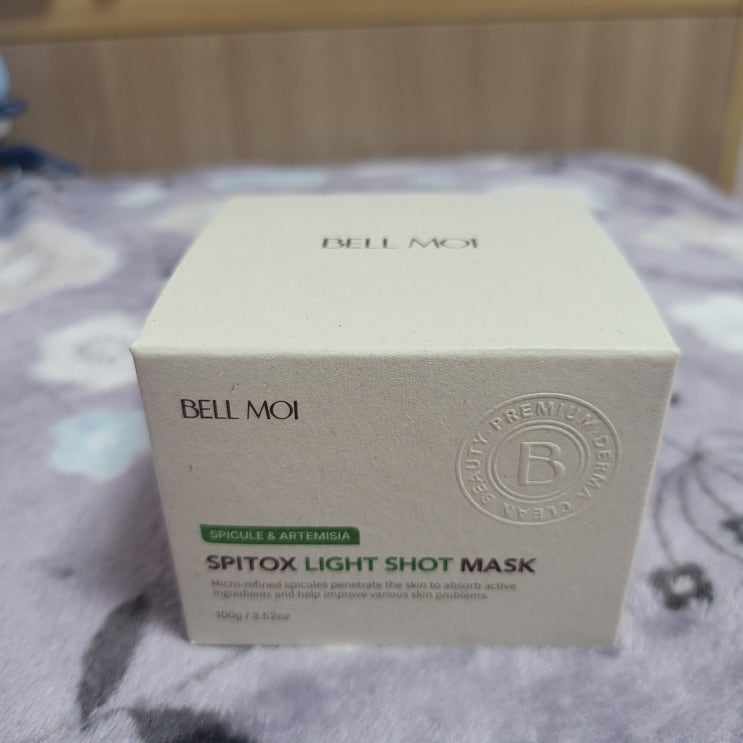 BELL MOI
BELL MOI
BEAUTY·PREMIUM·DERMA CLEAN
B
SPICULE & ARTEMISIA
SPITOX LIGHT SHOT MASK
Micro-refined spicules penetrate the skin to absorb active
ingredients and help improve various skin problems.
100g / 3.52oz